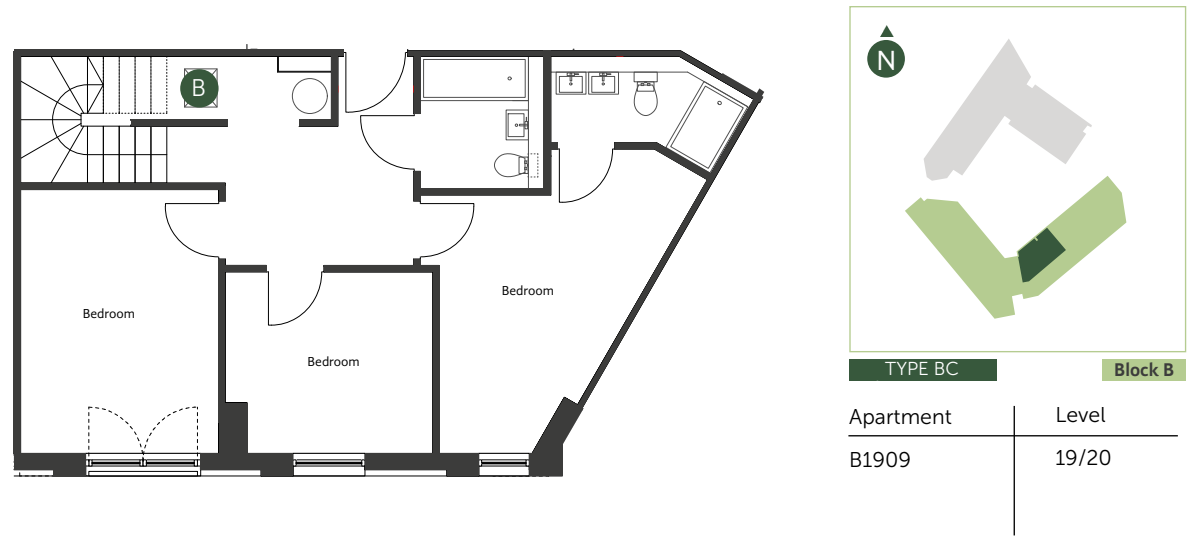 B
Bedroom
Bedroom
Bedroom
N
TYPE BC
Block B
Apartment Level
B1909 19/20